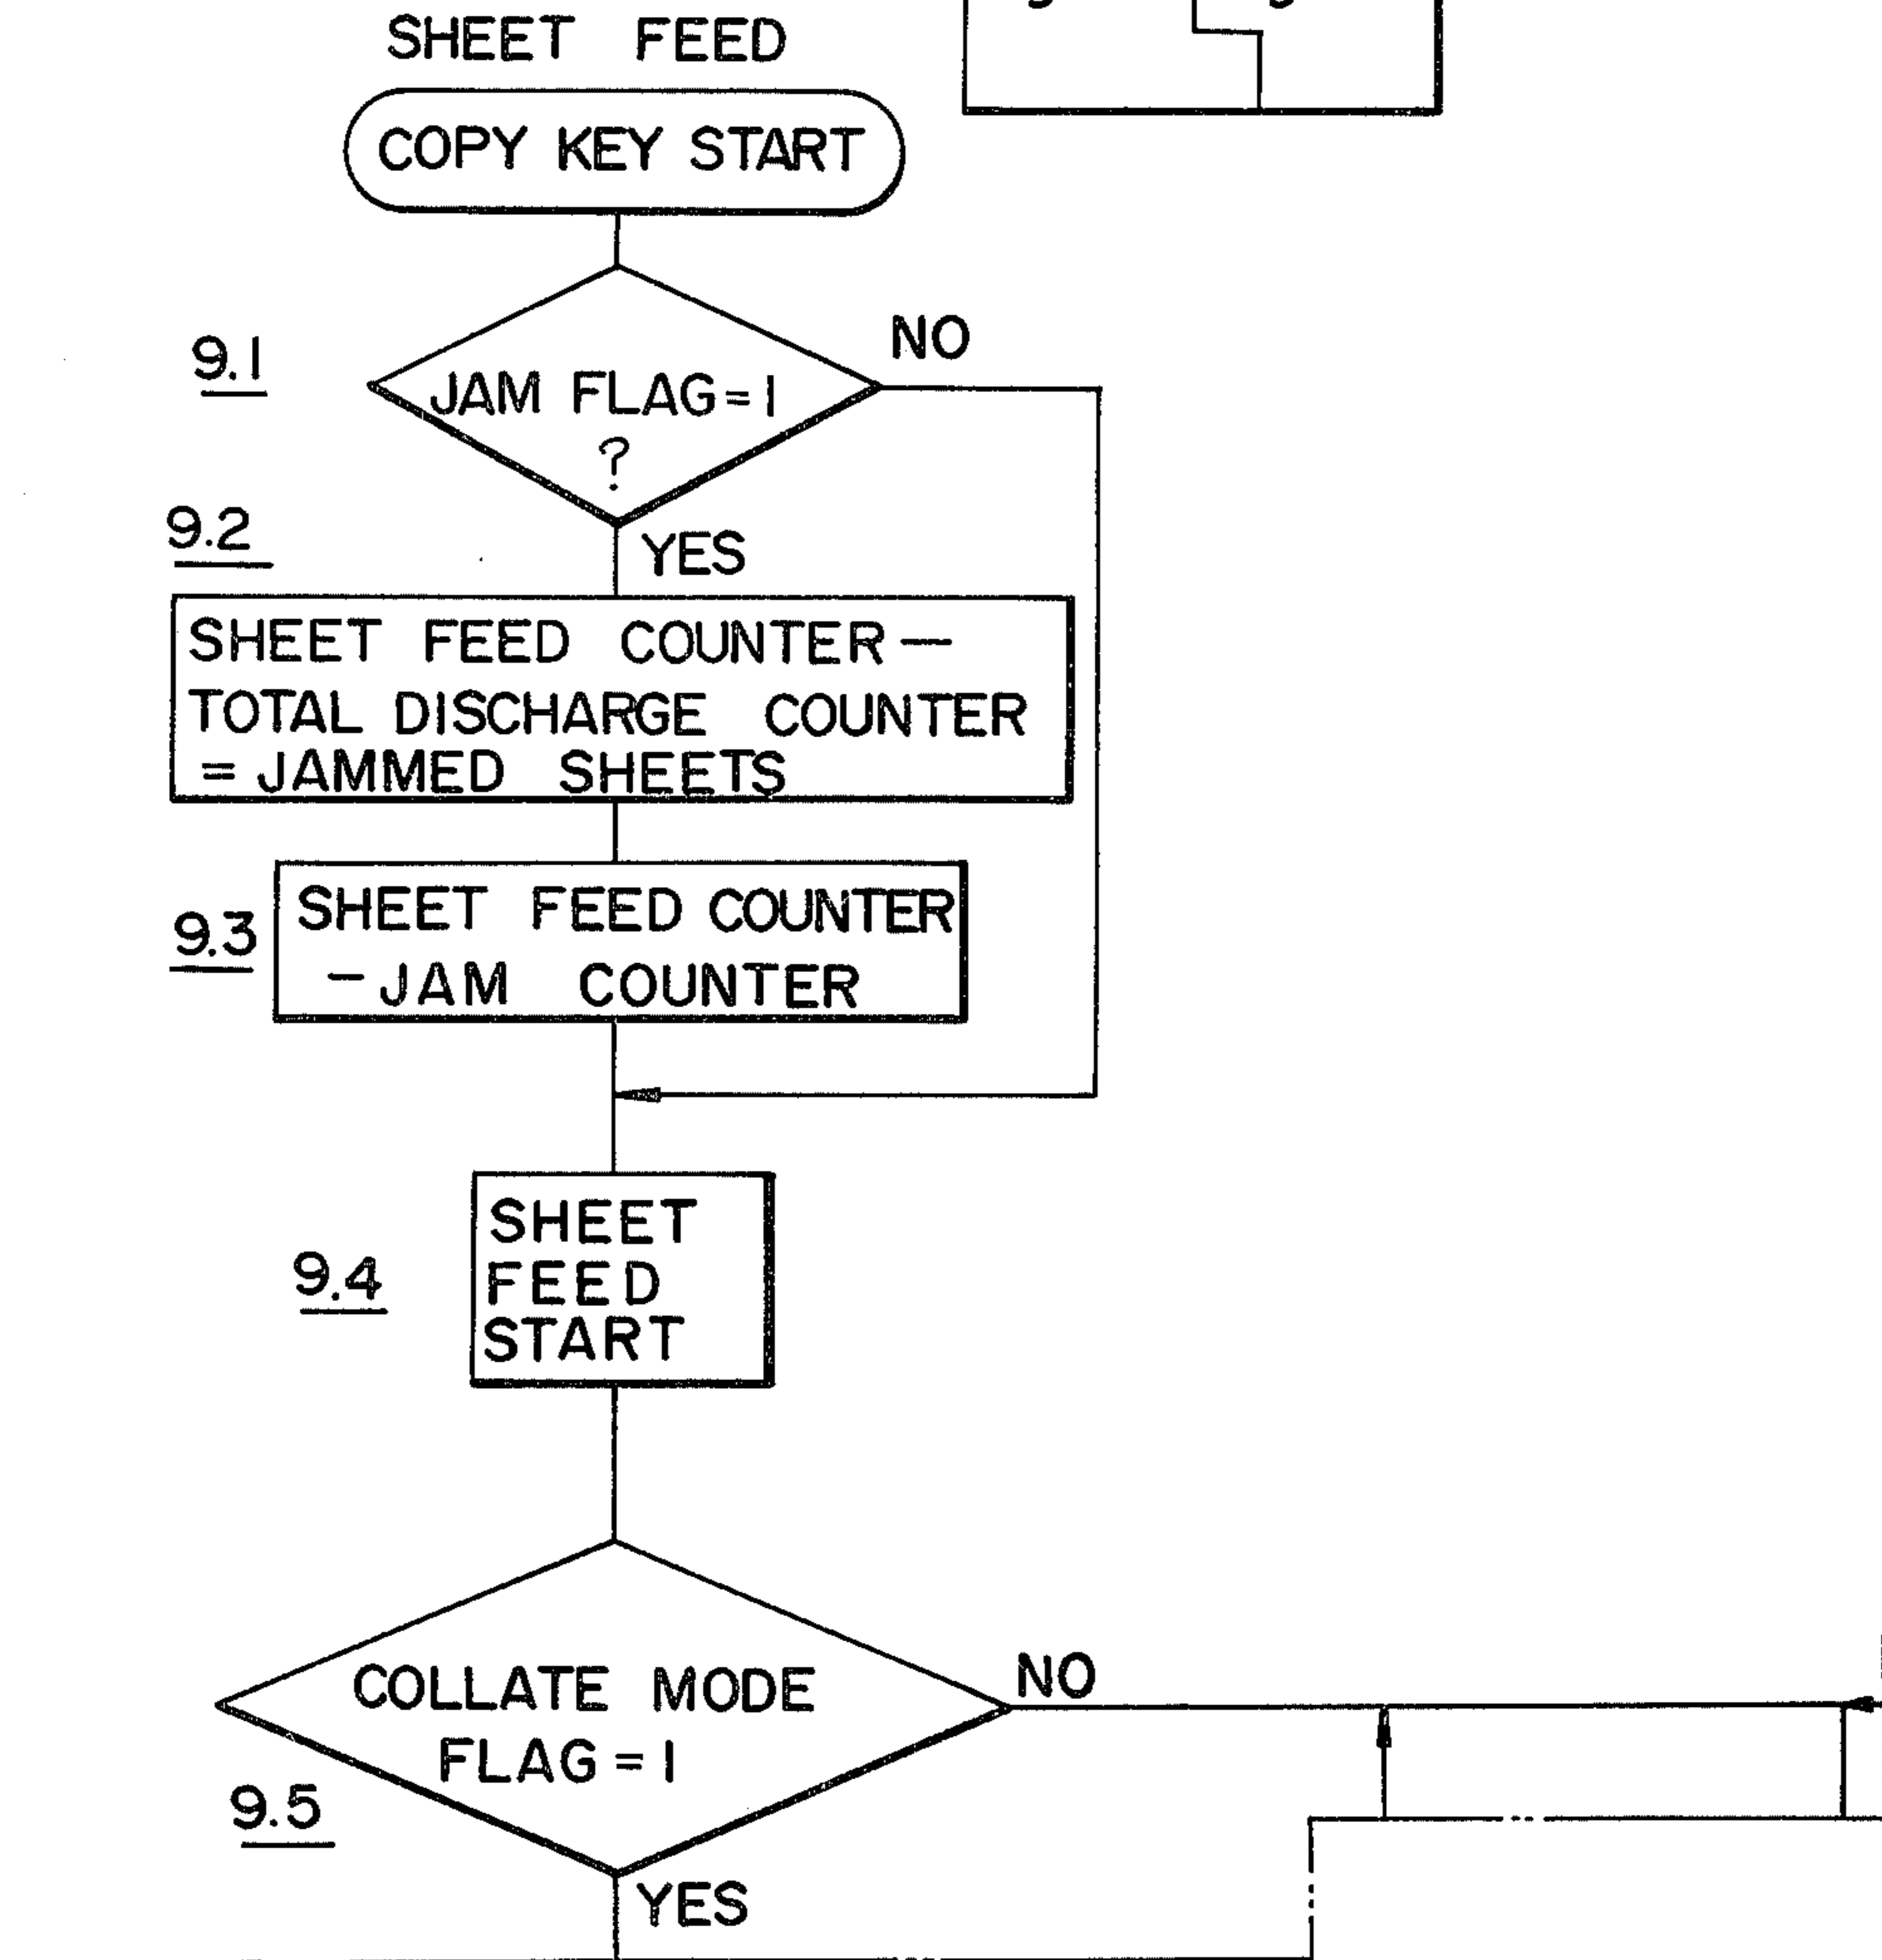 SHEET FEED
COPY KEY START
9.1
JAM FLAG=1
?
NO
YES
9.2
SHEET FEED COUNTER—
TOTAL DISCHARGE COUNTER
= JAMMED SHEETS
9.3
SHEET FEED COUNTER
-JAM COUNTER
9.4
SHEET
FEED
START
COLLATE MODE
FLAG=1
NO
9.5
YES